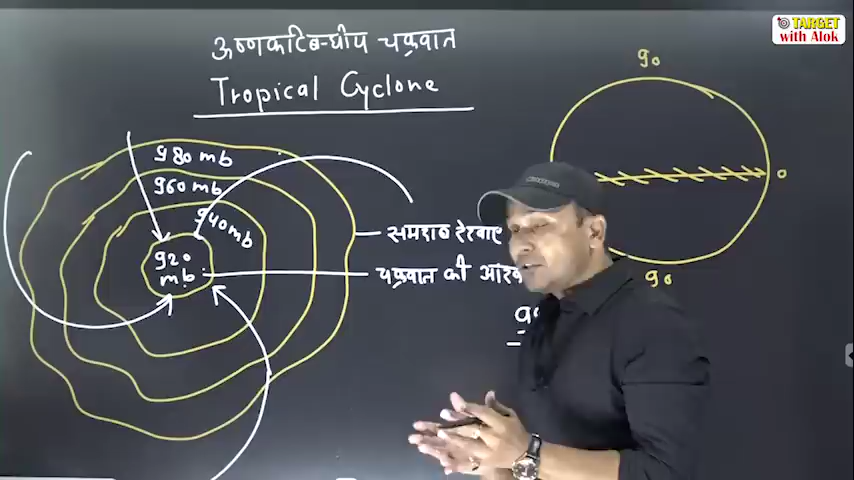 TARGET
with Alok
उष्णकटिबन्धीय चक्रवात
Tropical Cyclone
980 mb
960 mb
940 mb
920
mb
समदाब रेखाए
चक्रवात की
90
0
90